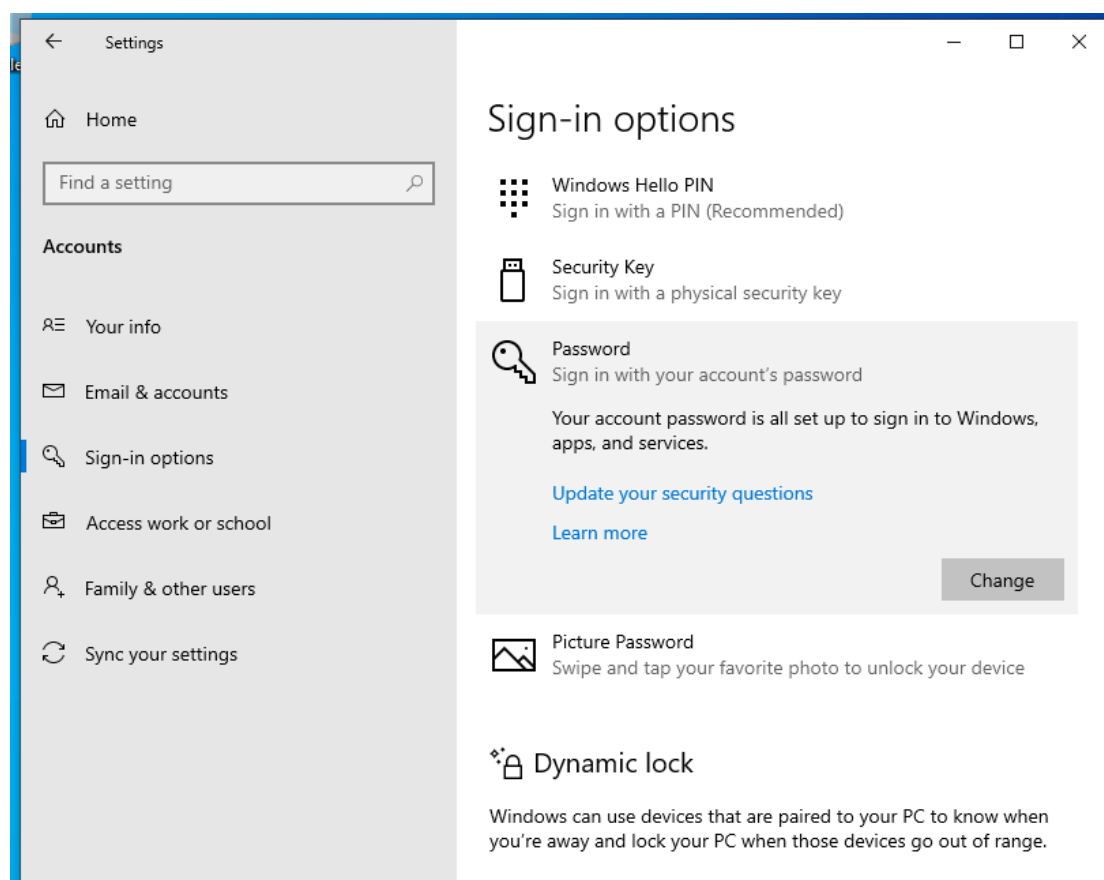 Settings
Home
Find a setting
Accounts
Your info
Email & accounts
Sign-in options
Access work or school
Family & other users
Sync your settings
Sign-in options
Windows Hello PIN
Sign in with a PIN (Recommended)
Security Key
Sign in with a physical security key
Password
Sign in with your account's password
Your account password is all set up to sign in to Windows,
apps, and services.
Update your security questions
Learn more
Change
Picture Password
Swipe and tap your favorite photo to unlock your device
Dynamic lock
Windows can use devices that are paired to your PC to know when
you're away and lock your PC when those devices go out of range.